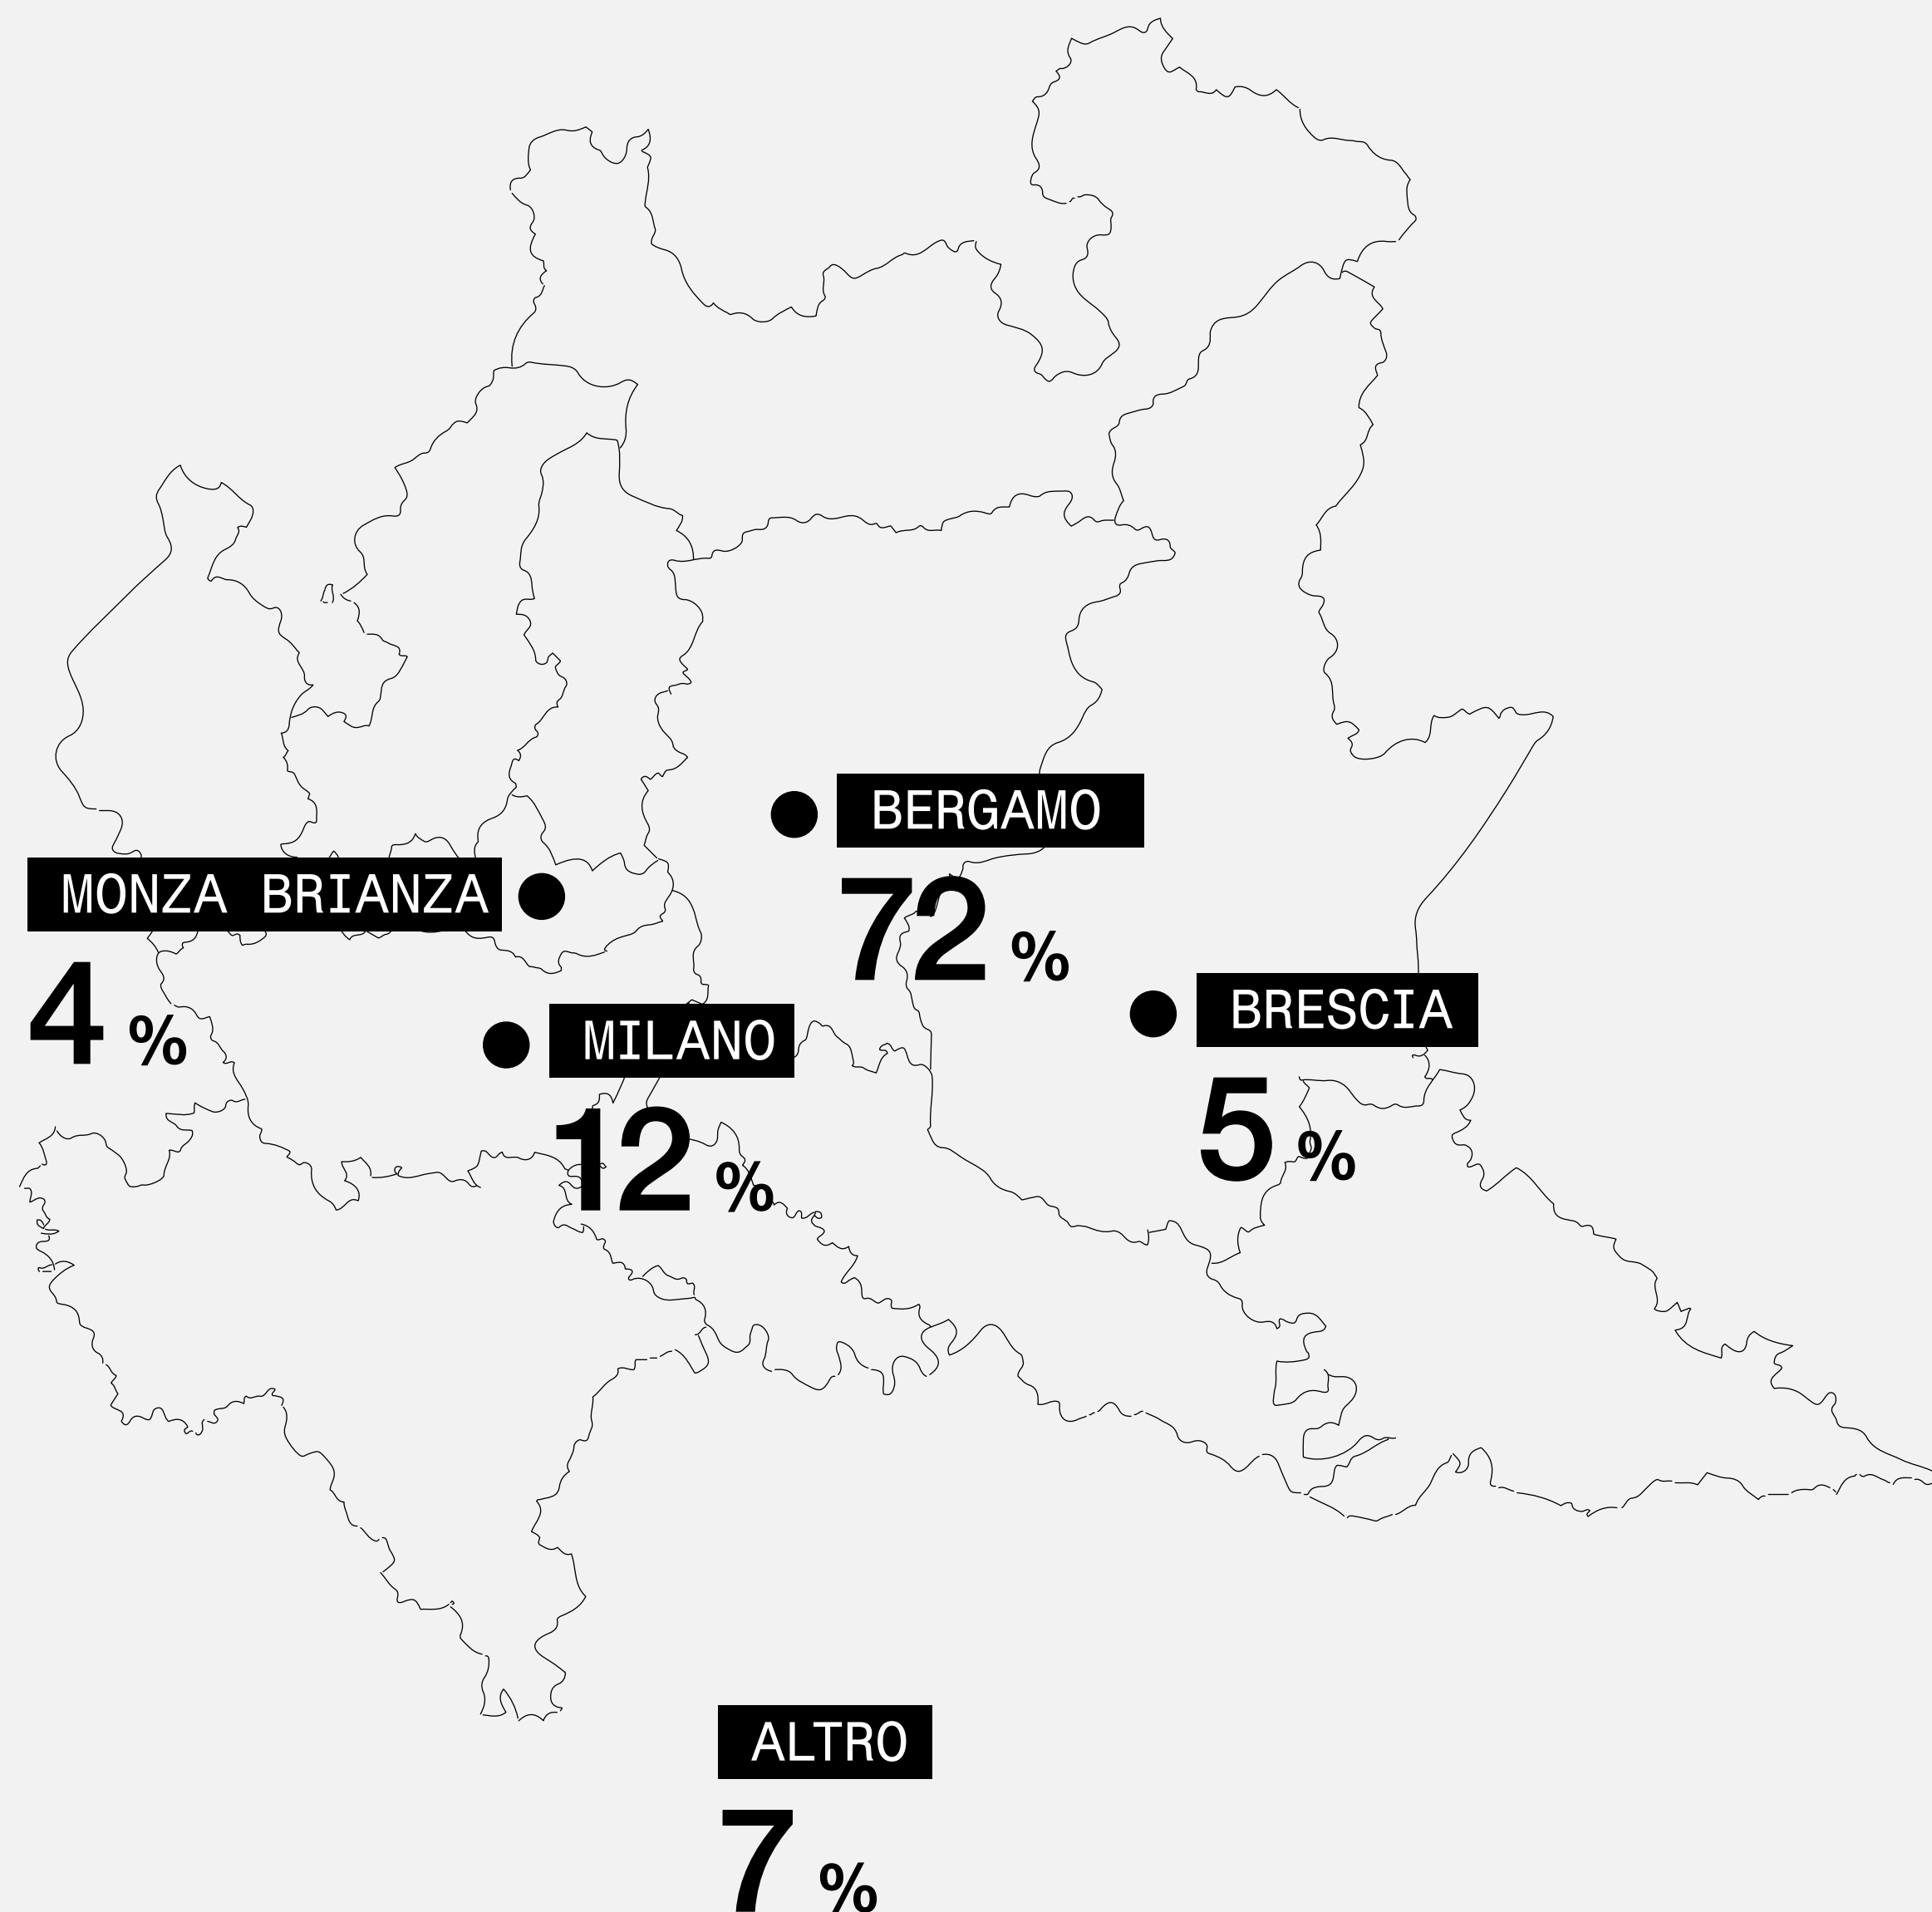 BERGAMO
72 %
MONZA BRIANZA
4 %
BRESCIA
5 %
MILANO
12 %
ALTRO
7 %